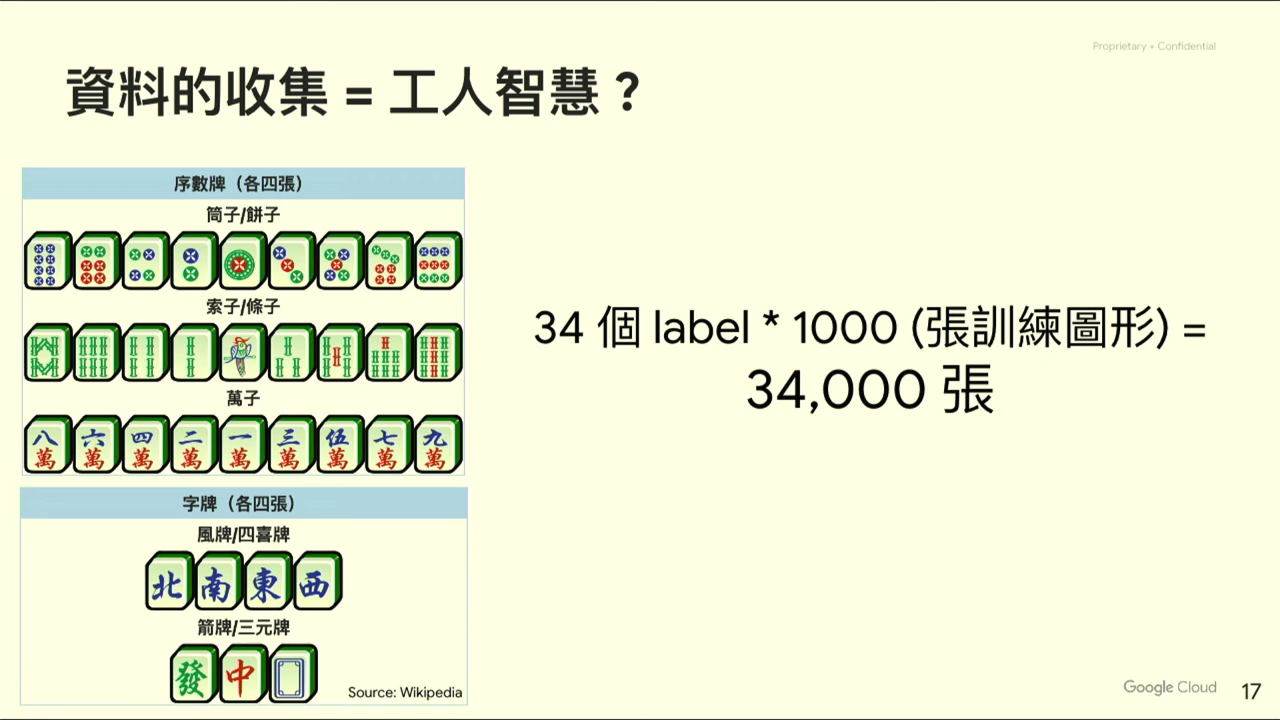 Proprietary + Confidential
資料的收集 = 工人智慧？
序數牌（各四張）
筒子/餅子
索子/條子
萬子
八萬 六萬 四萬 二萬 一萬 三萬 伍萬 七萬 九萬
字牌（各四張）
風牌/四喜牌
北 南 東 西
箭牌/三元牌
發 中
Source: Wikipedia
34 個 label * 1000 (張訓練圖形) =
34,000 張
Google Cloud
17